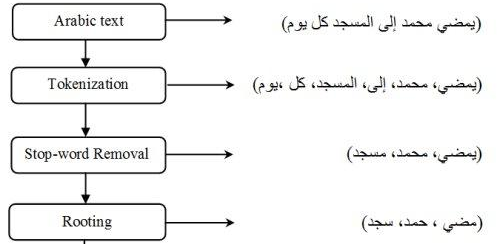 Arabic text
(يمضي محمد إلى المسجد كل يوم)
Tokenization
(يمضي، محمد، إلى، المسجد، كل ،يوم)
Stop-word Removal
(يمضي، محمد، مسجد)
Rooting
(مضي ، حمد، سجد)